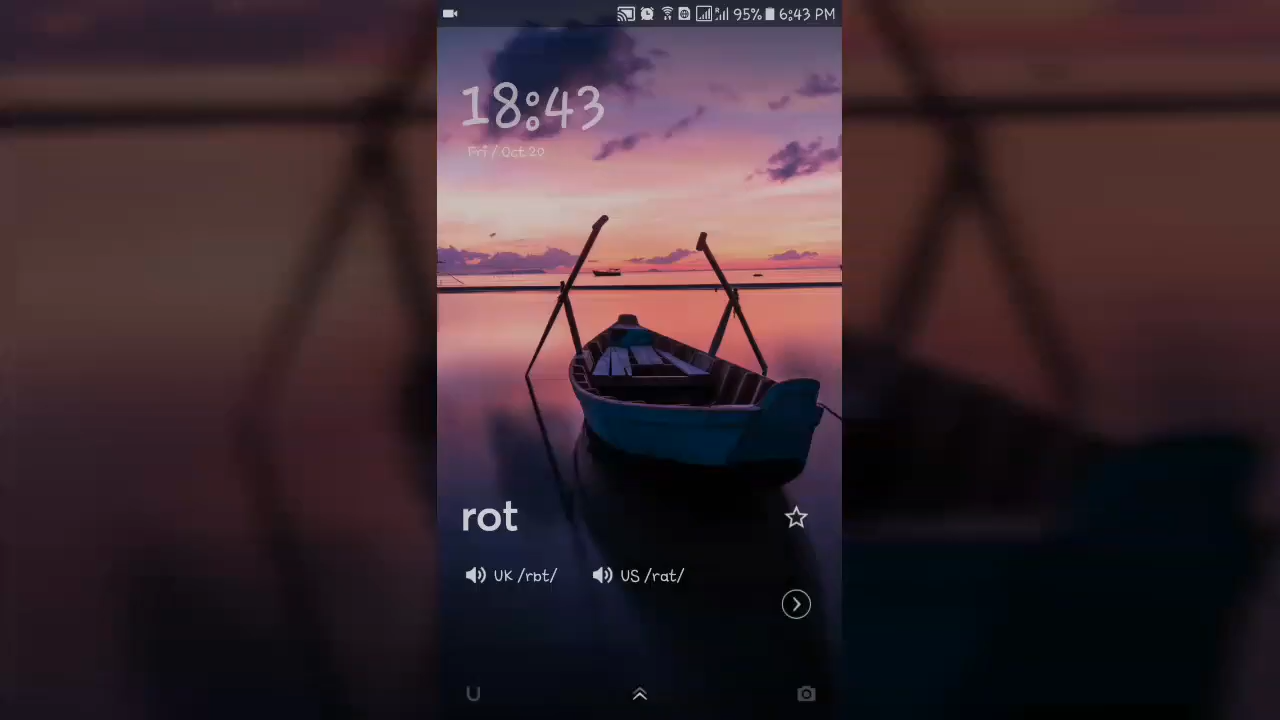 95% 6:43 PM
18:43
Fri / Oct 20
rot
UK /rɒt/ US /rat/
U